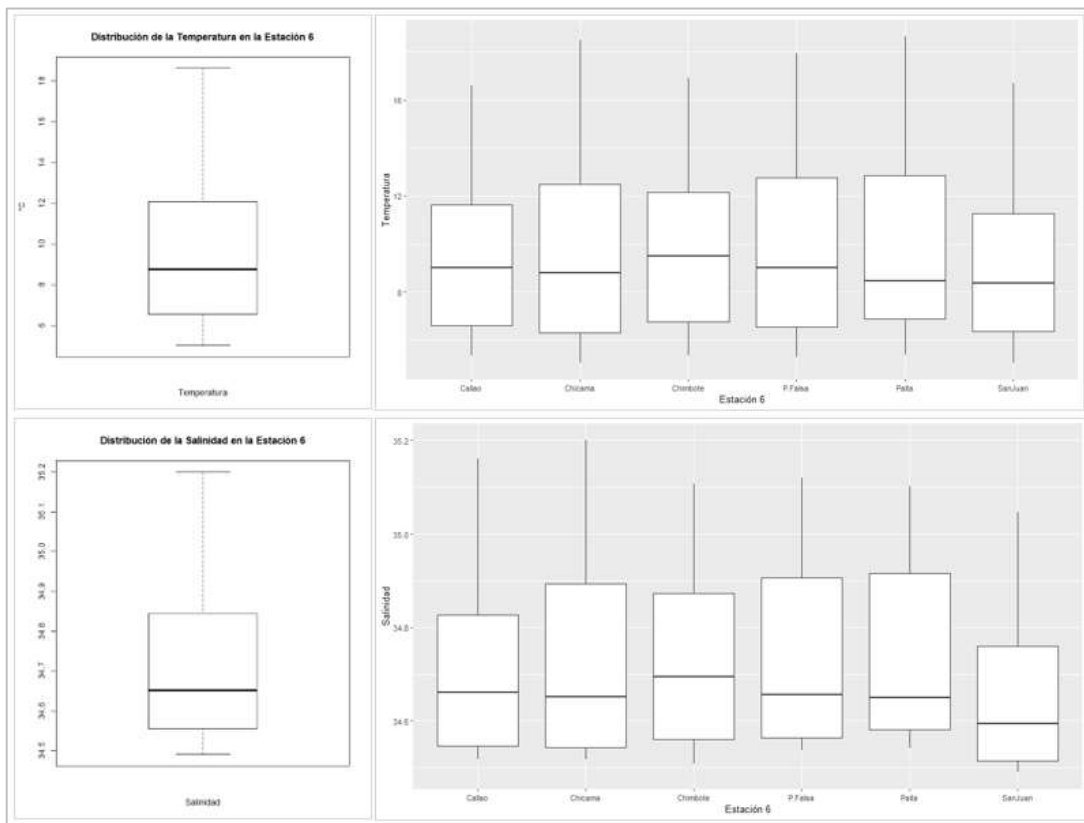 Distribución de la Temperatura en la Estación 6
18
16
14
12
10
8
6
°C
Temperatura
16
12
8
Temperatura
Callao
Chicama
Chimbote
P.Falsa
Paita
SanJuan
Estación 6
Distribución de la Salinidad en la Estación 6
35.2
35.1
35.0
34.9
34.8
34.7
34.6
34.5
Salinidad
35.2
35.0
34.8
34.6
Salinidad
Callao
Chicama
Chimbote
P.Falsa
Paita
SanJuan
Estación 6